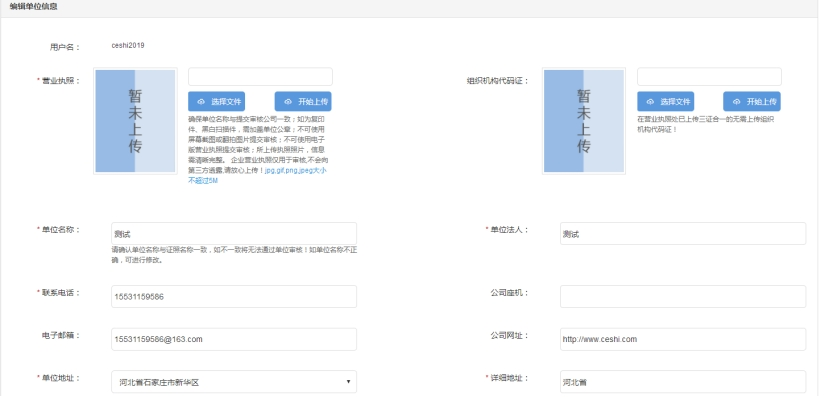 编辑单位信息
用户名：
ceshi2019
* 营业执照：
暂未上传
选择文件
开始上传
确保单位名称与提交审核公司一致；如为复印
件、黑白扫描件，需加盖单位公章；不可使用
屏幕截图或翻拍图片提交审核；不可使用电子
版营业执照提交审核；所上传执照照片，信息
需清晰完整。 企业营业执照仅用于审核,不会向
第三方透露,请放心上传！jpg,gif,png,jpeg大小
不超过5M
组织机构代码证：
暂未上传
选择文件
开始上传
在营业执照处已上传三证合一的无需上传组织
机构代码证！
* 单位名称：
测试
请确认单位名称与证照名称一致，如不一致将无法通过单位审核！如单位名称不正
确，可进行修改。
* 单位法人：
测试
* 联系电话：
15531159586
公司座机：
电子邮箱：
15531159586@163.com
公司网址：
http://www.ceshi.com
* 单位地址：
河北省石家庄市新华区
* 详细地址：
河北省